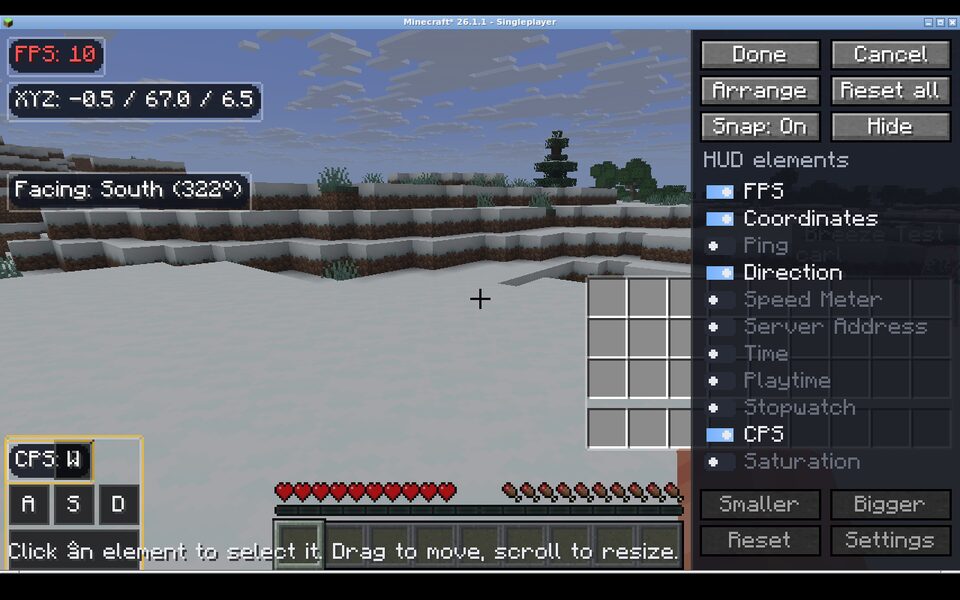 Minecraft* 26.1.1 - Singleplayer
FPS: 10
XYZ: -0.5 / 67.0 / 6.5
Facing: South (322°)
Done
Cancel
Arrange
Reset all
Snap: On
Hide
HUD elements
FPS
Coordinates
Ping
Direction
Speed Meter
Server Address
Time
Playtime
Stopwatch
CPS
Saturation
Smaller
Bigger
Reset
Settings
CPS: W
A S D
Click an element to select it. Drag to move, scroll to resize.